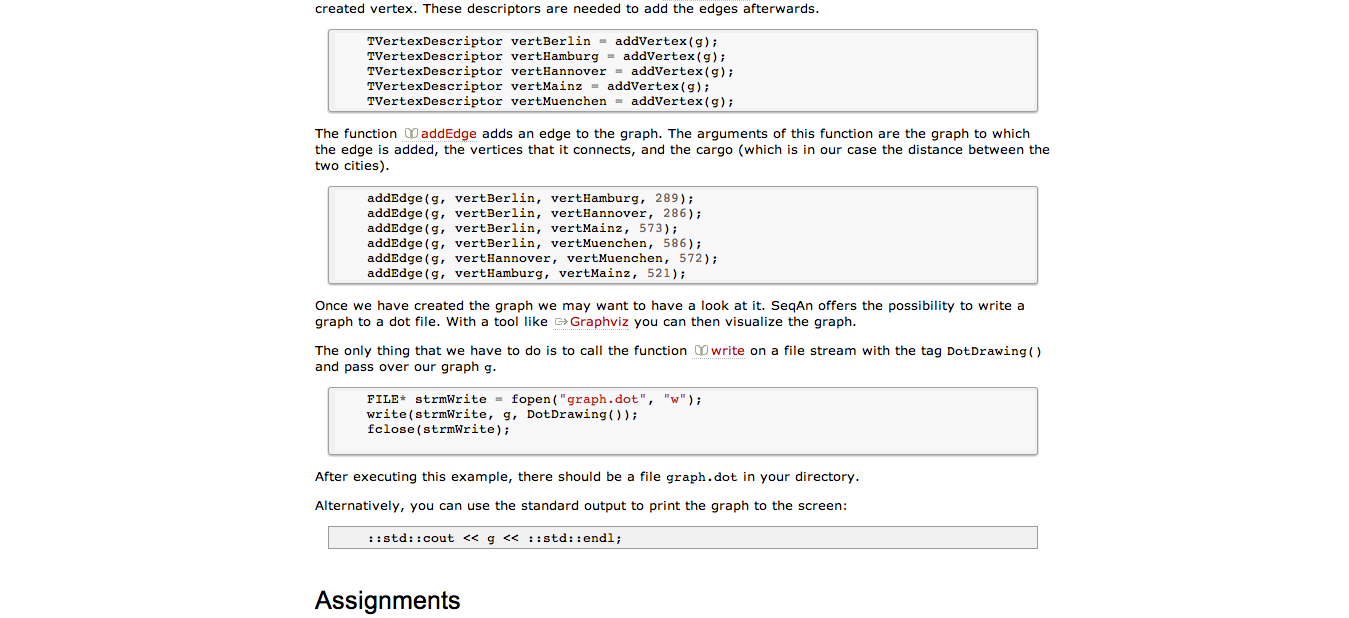 created vertex. These descriptors are needed to add the edges afterwards.
TVertexDescriptor vertBerlin = addVertex(g);
TVertexDescriptor vertHamburg = addVertex(g);
TVertexDescriptor vertHannover = addVertex(g);
TVertexDescriptor vertMainz = addVertex(g);
TVertexDescriptor vertMuenchen = addVertex(g);
The function addEdge adds an edge to the graph. The arguments of this function are the graph to which
the edge is added, the vertices that it connects, and the cargo (which is in our case the distance between the
two cities).
addEdge(g, vertBerlin, vertHamburg, 289);
addEdge(g, vertBerlin, vertHannover, 286);
addEdge(g, vertBerlin, vertMainz, 573);
addEdge(g, vertBerlin, vertMuenchen, 586);
addEdge(g, vertHannover, vertMuenchen, 572);
addEdge(g, vertHamburg, vertMainz, 521);
Once we have created the graph we may want to have a look at it. SeqAn offers the possibility to write a
graph to a dot file. With a tool like Graphviz you can then visualize the graph.
The only thing that we have to do is to call the function write on a file stream with the tag DotDrawing()
and pass over our graph g.
FILE* strmWrite = fopen("graph.dot", "w");
write(strmWrite, g, DotDrawing());
fclose(strmWrite);
After executing this example, there should be a file graph.dot in your directory.
Alternatively, you can use the standard output to print the graph to the screen:
::std::cout << g << ::std::endl;
Assignments